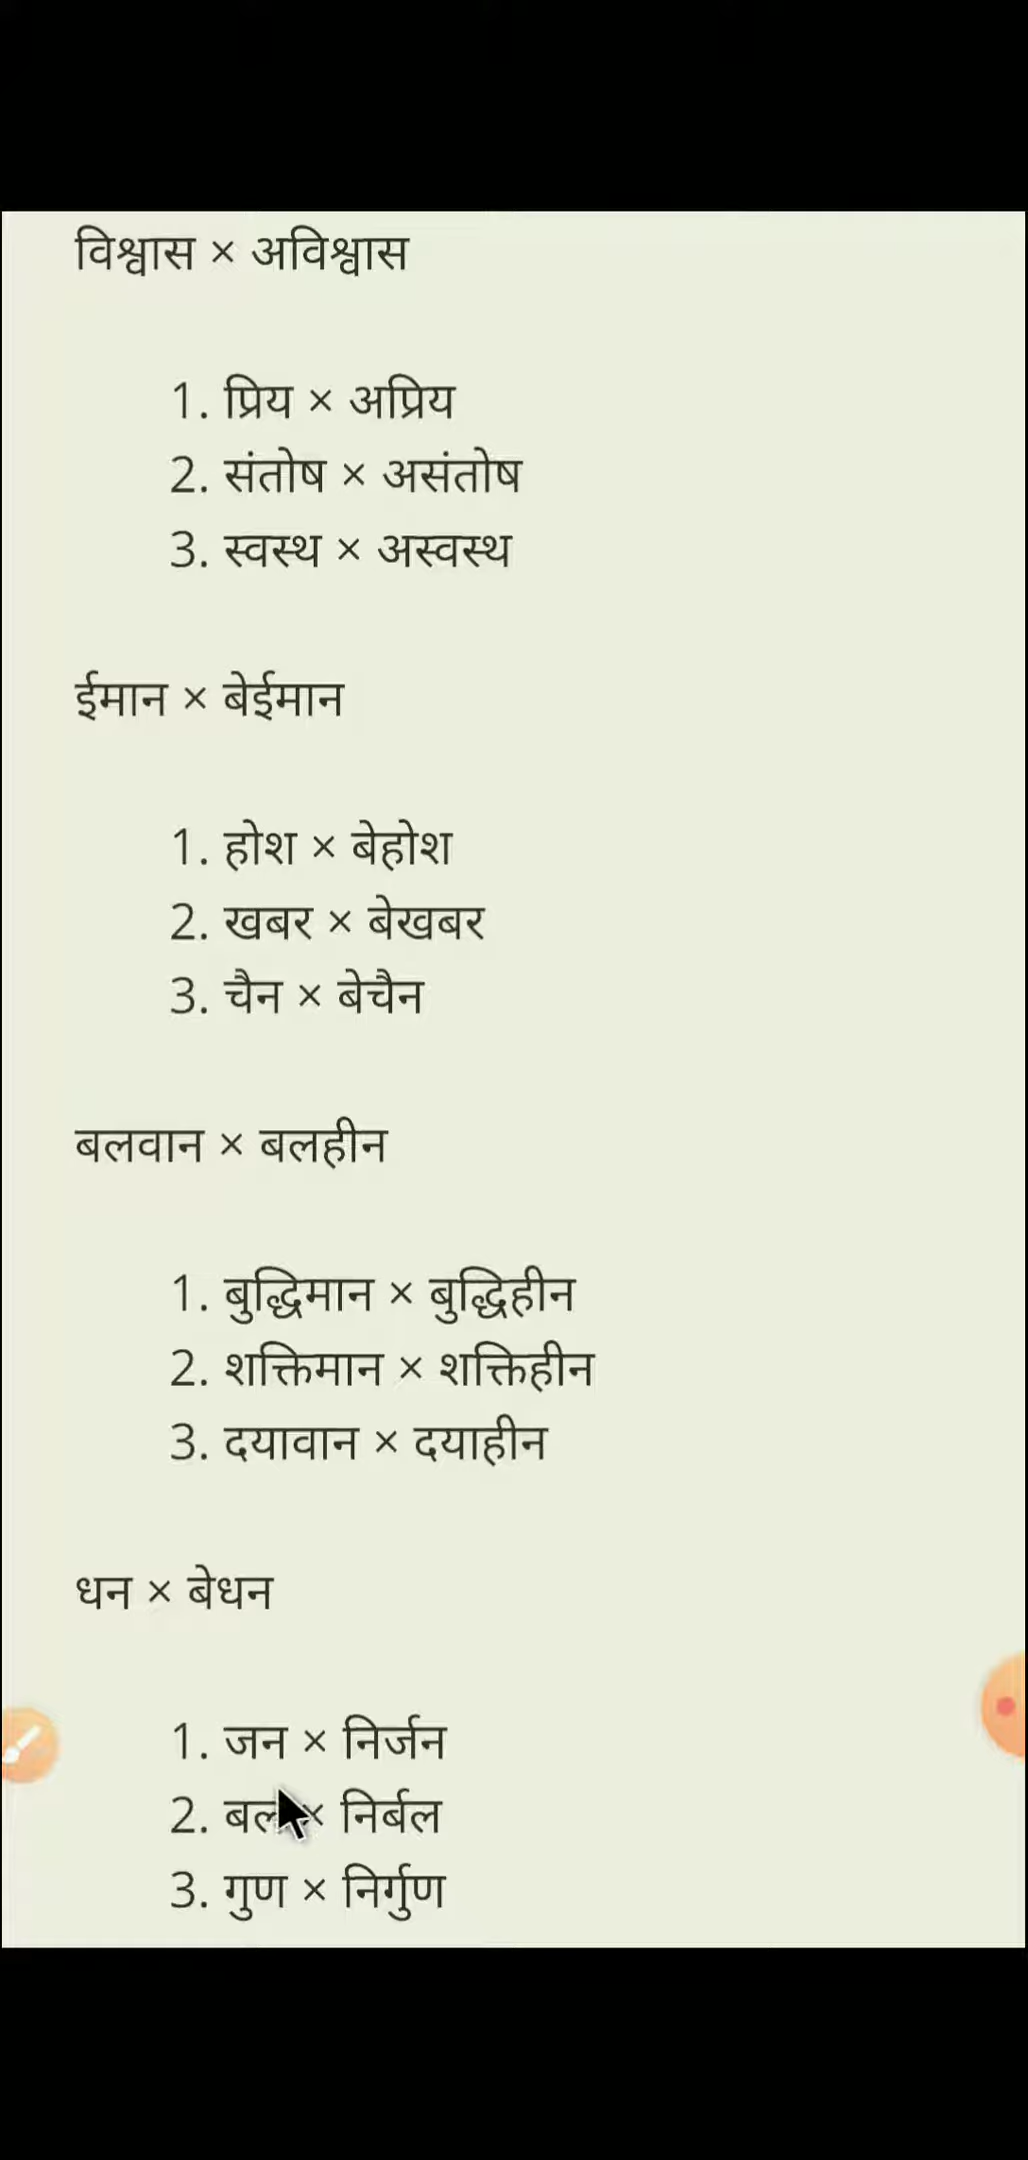 विश्वास × अविश्वास
1. प्रिय × अप्रिय
2. संतोष × असंतोष
3. स्वस्थ × अस्वस्थ
ईमान × बेईमान
1. होश × बेहोश
2. खबर × बेखबर
3. चैन × बेचैन
बलवान × बलहीन
1. बुद्धिमान × बुद्धिहीन
2. शक्तिमान × शक्तिहीन
3. दयावान × दयाहीन
धन × बेधन
1. जन × निर्जन
2. बल × निर्बल
3. गुण × निर्गुण